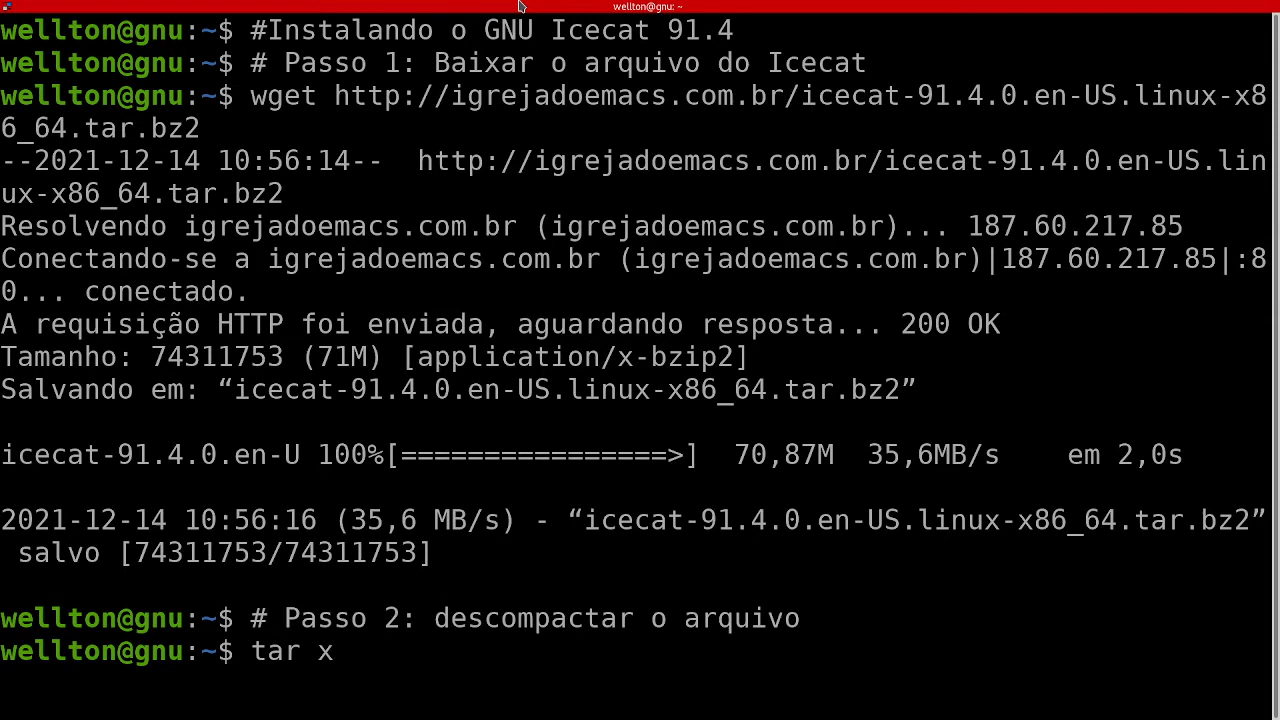 wellton@gnu: ~
wellton@gnu:~$ #Instalando o GNU Icecat 91.4
wellton@gnu:~$ # Passo 1: Baixar o arquivo do Icecat
wellton@gnu:~$ wget http://igrejadoemacs.com.br/icecat-91.4.0.en-US.linux-x8
6_64.tar.bz2
--2021-12-14 10:56:14--  http://igrejadoemacs.com.br/icecat-91.4.0.en-US.lin
ux-x86_64.tar.bz2
Resolvendo igrejadoemacs.com.br (igrejadoemacs.com.br)... 187.60.217.85
Conectando-se a igrejadoemacs.com.br (igrejadoemacs.com.br)|187.60.217.85|:8
0... conectado.
A requisição HTTP foi enviada, aguardando resposta... 200 OK
Tamanho: 74311753 (71M) [application/x-bzip2]
Salvando em: “icecat-91.4.0.en-US.linux-x86_64.tar.bz2”
icecat-91.4.0.en-U 100%[================>]  70,87M  35,6MB/s    em 2,0s
2021-12-14 10:56:16 (35,6 MB/s) - “icecat-91.4.0.en-US.linux-x86_64.tar.bz2”
 salvo [74311753/74311753]
wellton@gnu:~$ # Passo 2: descompactar o arquivo
wellton@gnu:~$ tar x